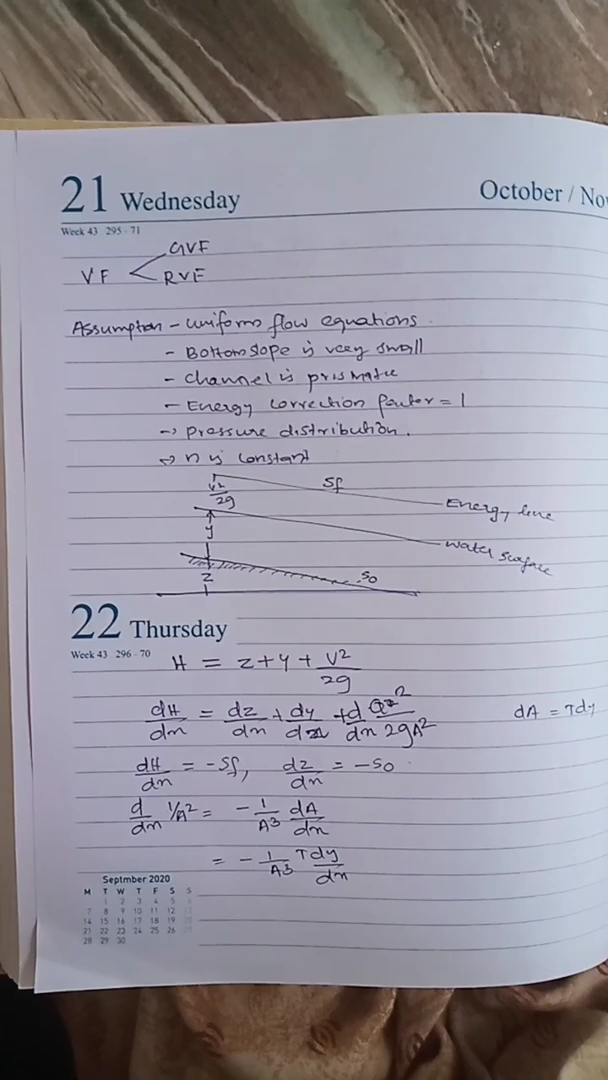 21 Wednesday
October / No
Week 43 295 - 71
GVF
VF
RVF
Assumption - uniform flow equations.
- Bottom slope is very small
- Channel is prismatic
- Energy correction factor = 1
-> Pressure distribution.
-> n is constant
V²/2g
Sf
Energy line
y
water surface
z
So
22 Thursday
Week 43 296 - 70
H = z + y + V²/2g
dH/dx = dz/dx + dy/dx + d/dx Q²/2gA²
dA = Tdy
dH/dx = -Sf, dz/dx = -So
d/dx 1/A² = -1/A³ dA/dx
= -1/A³ Tdy/dx
Septmber 2020
M T W T F S S
1 2 3 4 5 6
7 8 9 10 11 12
14 15 16 17 18 19
21 22 23 24 25 26
28 29 30